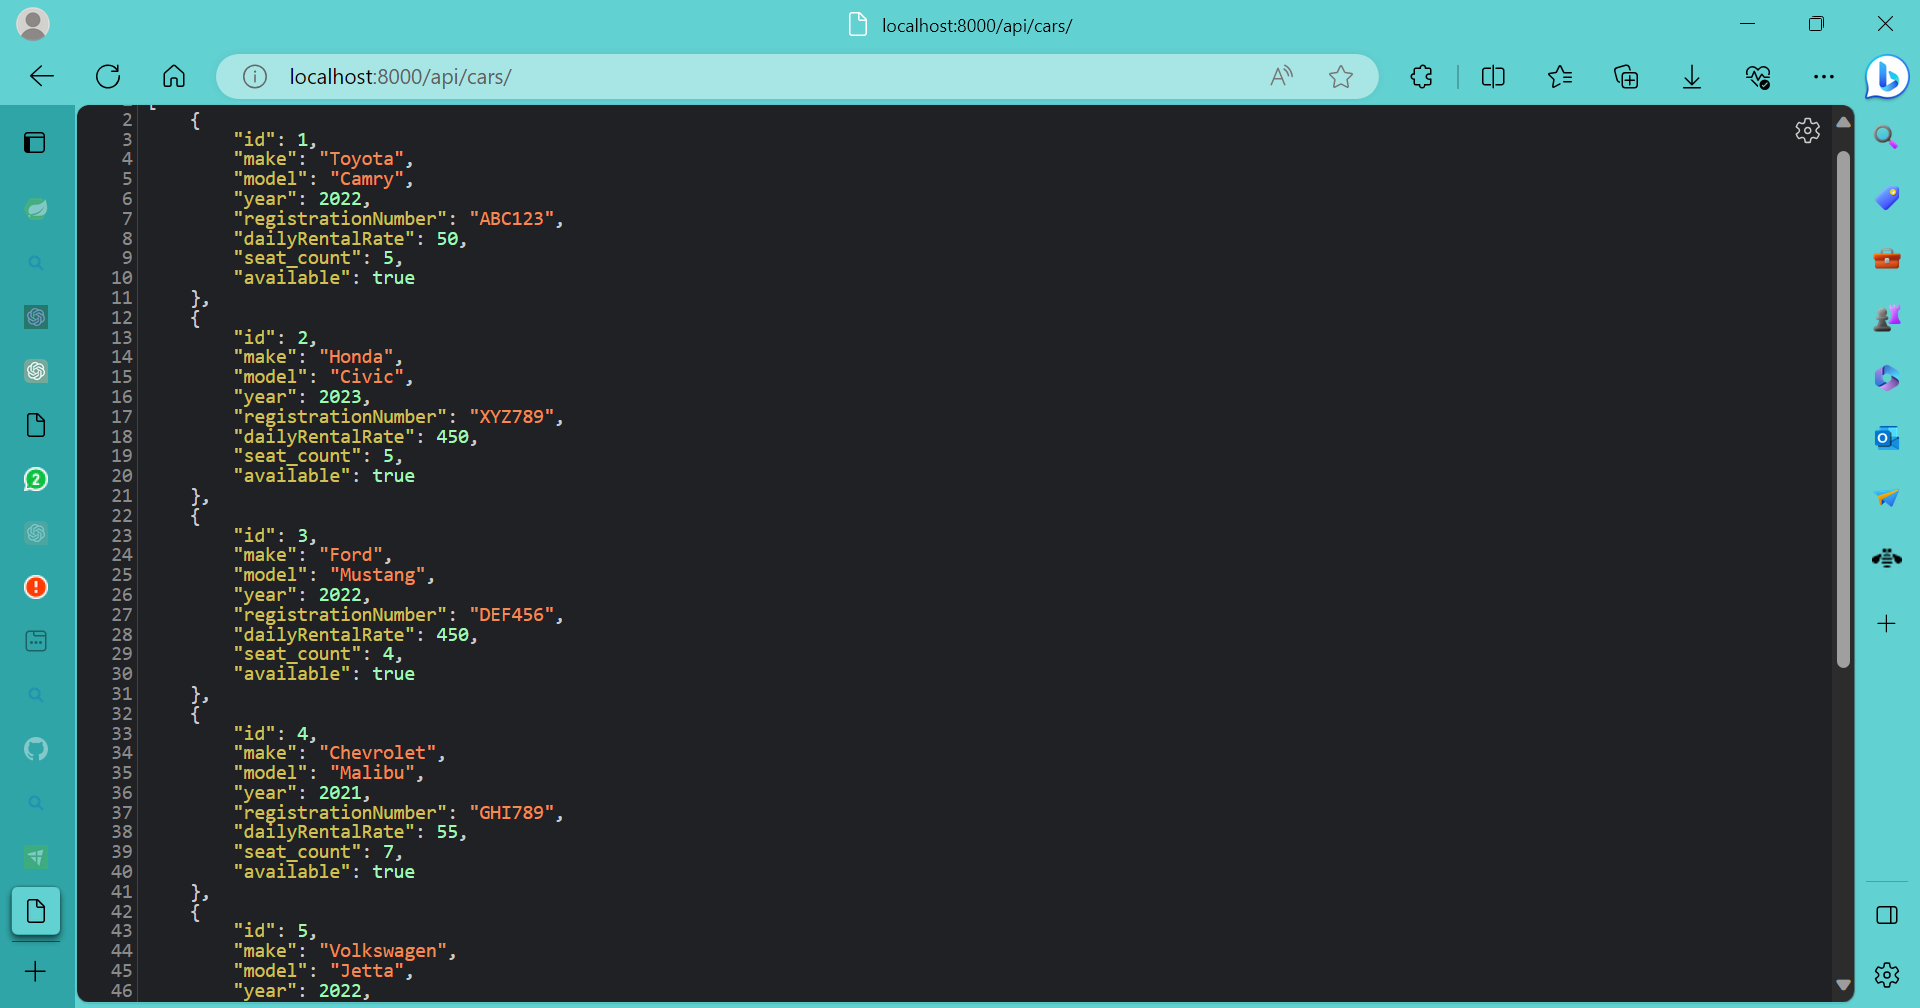 localhost:8000/api/cars/
localhost:8000/api/cars/
2 {
3 "id": 1,
4 "make": "Toyota",
5 "model": "Camry",
6 "year": 2022,
7 "registrationNumber": "ABC123",
8 "dailyRentalRate": 50,
9 "seat_count": 5,
10 "available": true
11 },
12 {
13 "id": 2,
14 "make": "Honda",
15 "model": "Civic",
16 "year": 2023,
17 "registrationNumber": "XYZ789",
18 "dailyRentalRate": 450,
19 "seat_count": 5,
20 "available": true
21 },
22 {
23 "id": 3,
24 "make": "Ford",
25 "model": "Mustang",
26 "year": 2022,
27 "registrationNumber": "DEF456",
28 "dailyRentalRate": 450,
29 "seat_count": 4,
30 "available": true
31 },
32 {
33 "id": 4,
34 "make": "Chevrolet",
35 "model": "Malibu",
36 "year": 2021,
37 "registrationNumber": "GHI789",
38 "dailyRentalRate": 55,
39 "seat_count": 7,
40 "available": true
41 },
42 {
43 "id": 5,
44 "make": "Volkswagen",
45 "model": "Jetta",
46 "year": 2022,
2